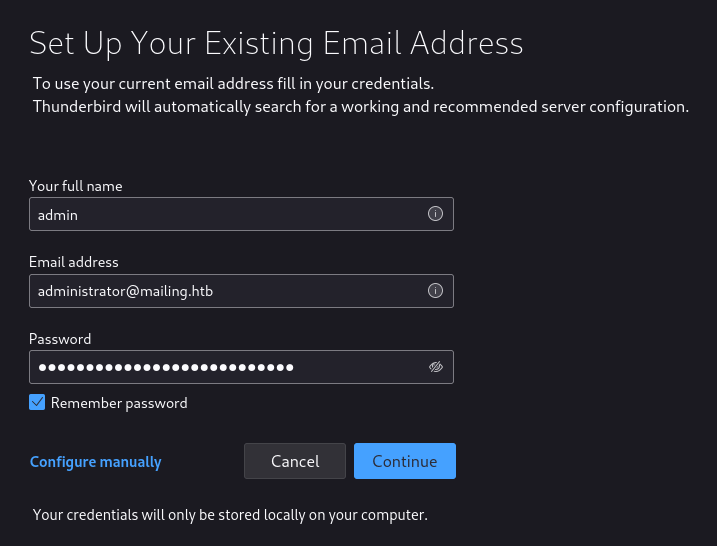 Set Up Your Existing Email Address
To use your current email address fill in your credentials.
Thunderbird will automatically search for a working and recommended server configuration.
Your full name
admin
Email address
administrator@mailing.htb
Password
●●●●●●●●●●●●●●●●●●●●●●●●●●●
Remember password
Configure manually Cancel Continue
Your credentials will only be stored locally on your computer.